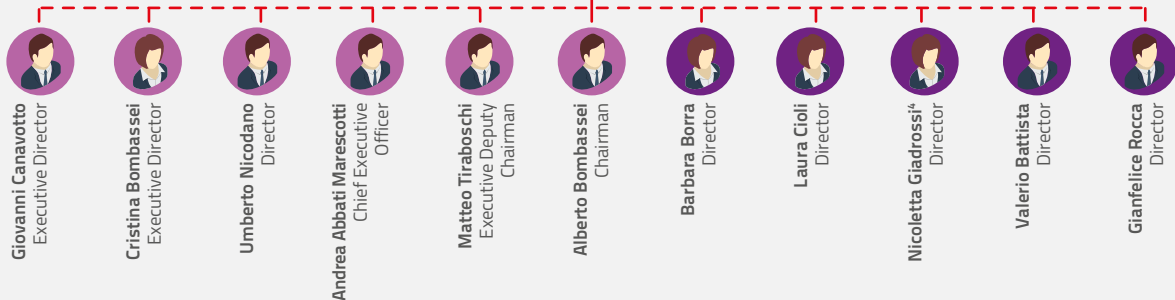 Giovanni Canavotto
Executive Director
Cristina Bombassei
Executive Director
Umberto Nicodano
Director
Andrea Abbati Marescotti
Chief Executive
Officer
Matteo Tiraboschi
Executive Deputy
Chairman
Alberto Bombassei
Chairman
Barbara Borra
Director
Laura Cioli
Director
Nicoletta Giadrossi⁴
Director
Valerio Battista
Director
Gianfelice Rocca
Director